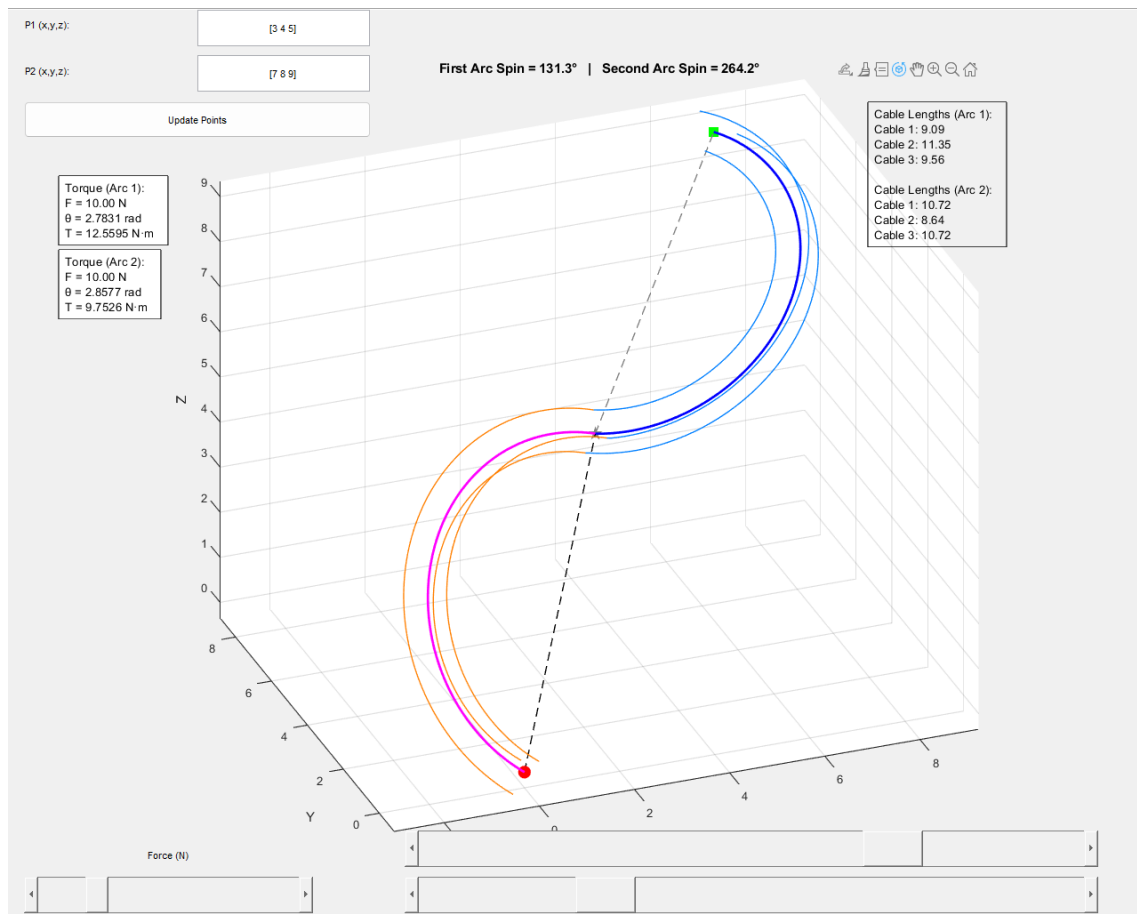 P1 (x,y,z):
[3 4 5]
P2 (x,y,z):
[7 8 9]
Update Points
First Arc Spin = 131.3° | Second Arc Spin = 264.2°
Cable Lengths (Arc 1):
Cable 1: 9.09
Cable 2: 11.35
Cable 3: 9.56
Cable Lengths (Arc 2):
Cable 1: 10.72
Cable 2: 8.64
Cable 3: 10.72
Torque (Arc 1):
F = 10.00 N
θ = 2.7831 rad
T = 12.5595 N·m
Torque (Arc 2):
F = 10.00 N
θ = 2.8577 rad
T = 9.7526 N·m
9
8
7
6
5
4
3
2
1
0
Z
8
6
4
2
0
Y
0
2
4
6
8
Force (N)